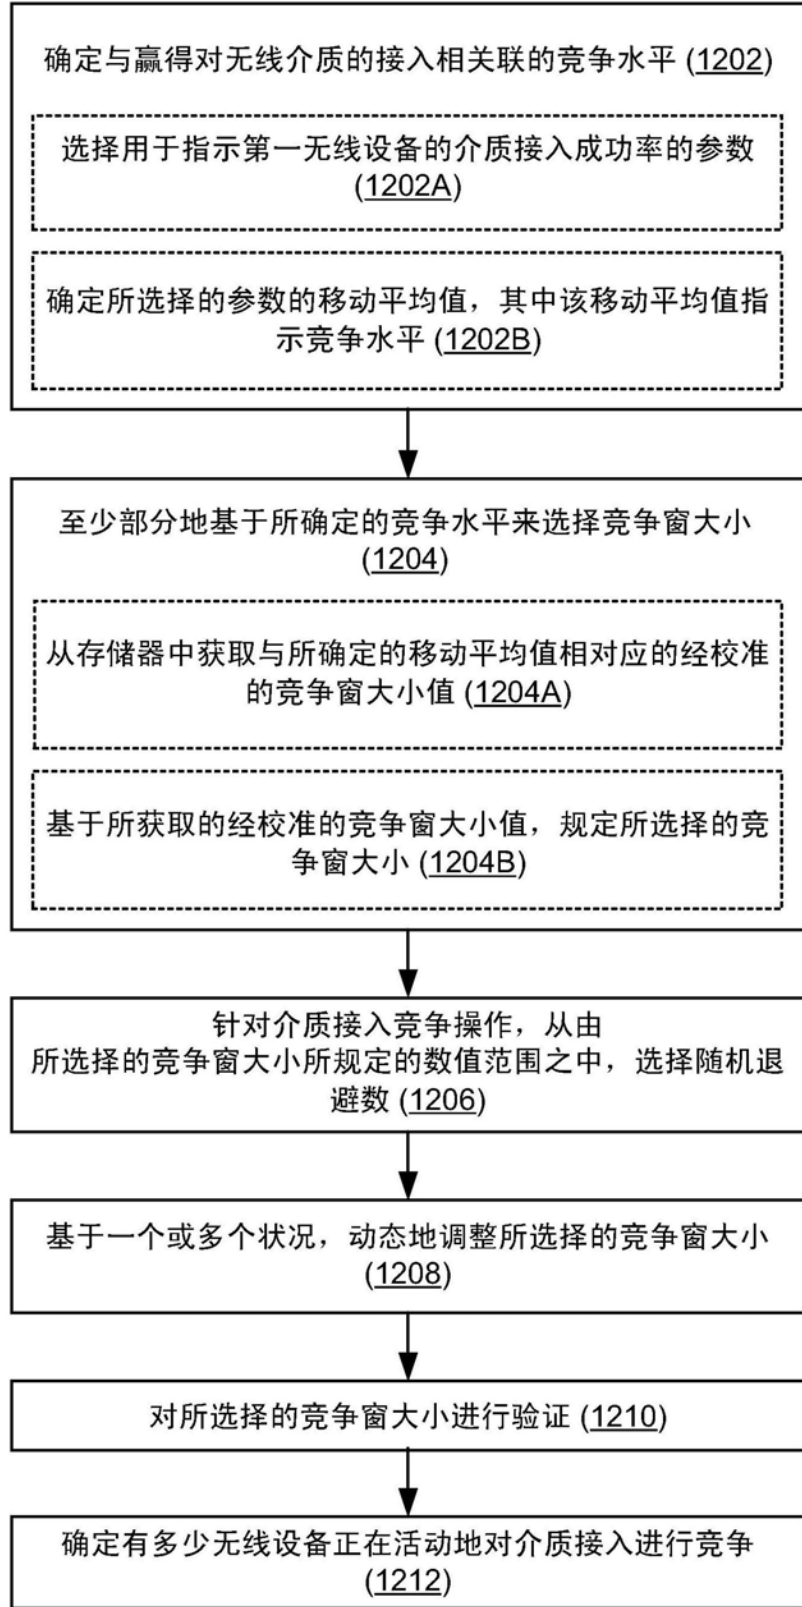 确定与赢得对无线介质的接入相关联的竞争水平 (1202)
选择用于指示第一无线设备的介质接入成功率的参数
(1202A)
确定所选择的参数的移动平均值，其中该移动平均值指
示竞争水平 (1202B)
至少部分地基于所确定的竞争水平来选择竞争窗大小
(1204)
从存储器中获取与所确定的移动平均值相对应的经校准
的竞争窗大小值 (1204A)
基于所获取的经校准的竞争窗大小值，规定所选择的竞
争窗大小 (1204B)
针对介质接入竞争操作，从由
所选择的竞争窗大小所规定的数值范围之中，选择随机退
避数 (1206)
基于一个或多个状况，动态地调整所选择的竞争窗大小
(1208)
对所选择的竞争窗大小进行验证 (1210)
确定有多少无线设备正在活动地对介质接入进行竞争
(1212)